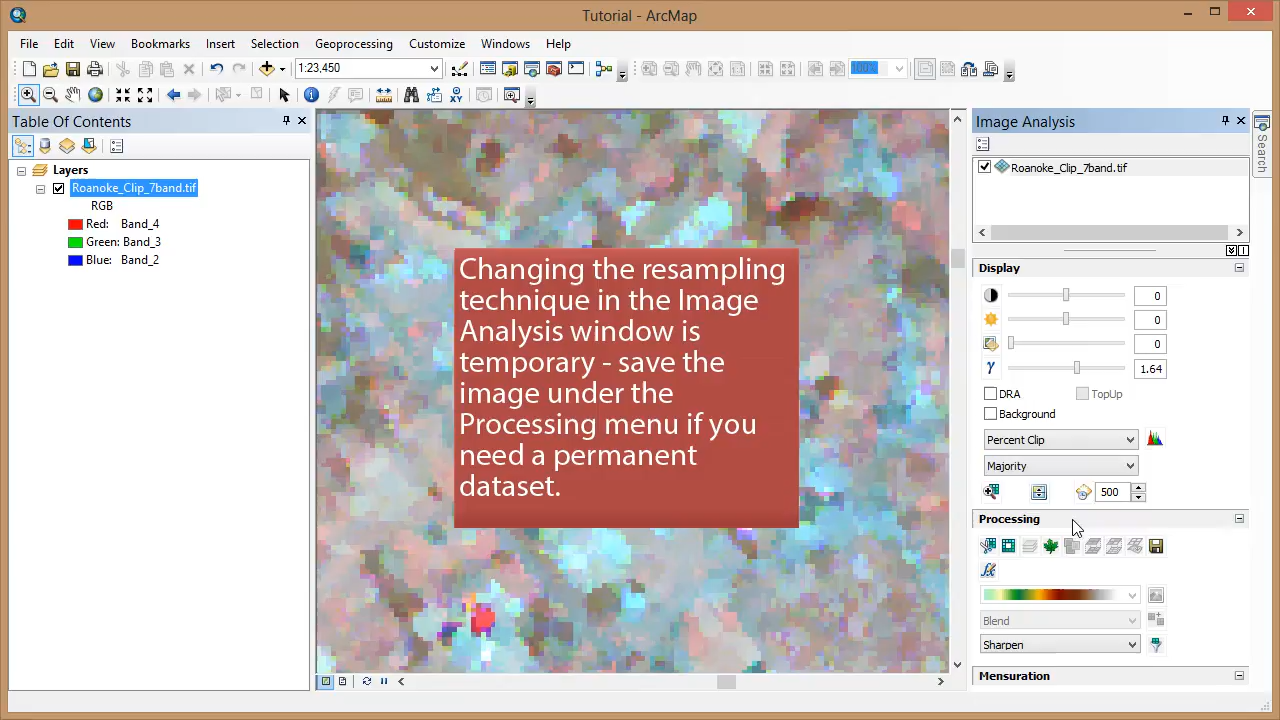 Tutorial - ArcMap
File Edit View Bookmarks Insert Selection Geoprocessing Customize Windows Help
1:23,450
100%
Table Of Contents
Layers
Roanoke_Clip_7band.tif
RGB
Red: Band_4
Green: Band_3
Blue: Band_2
Changing the resampling
technique in the Image
Analysis window is
temporary - save the
image under the
Processing menu if you
need a permanent
dataset.
Image Analysis
Search
Roanoke_Clip_7band.tif
Display
0
0
0
1.64
DRA TopUp
Background
Percent Clip
Majority
500
Processing
Blend
Sharpen
Mensuration